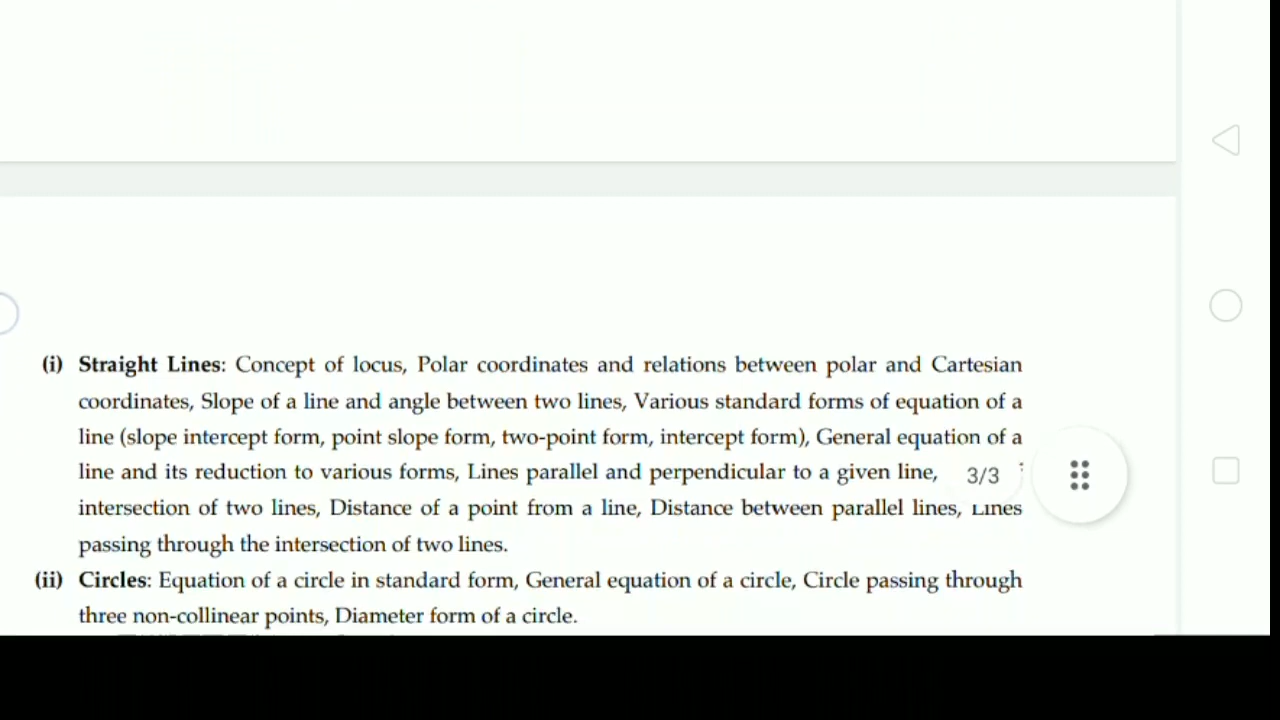 (i) Straight Lines: Concept of locus, Polar coordinates and relations between polar and Cartesian
coordinates, Slope of a line and angle between two lines, Various standard forms of equation of a
line (slope intercept form, point slope form, two-point form, intercept form), General equation of a
line and its reduction to various forms, Lines parallel and perpendicular to a given line,
3/3
intersection of two lines, Distance of a point from a line, Distance between parallel lines, Lines
passing through the intersection of two lines.
(ii) Circles: Equation of a circle in standard form, General equation of a circle, Circle passing through
three non-collinear points, Diameter form of a circle.